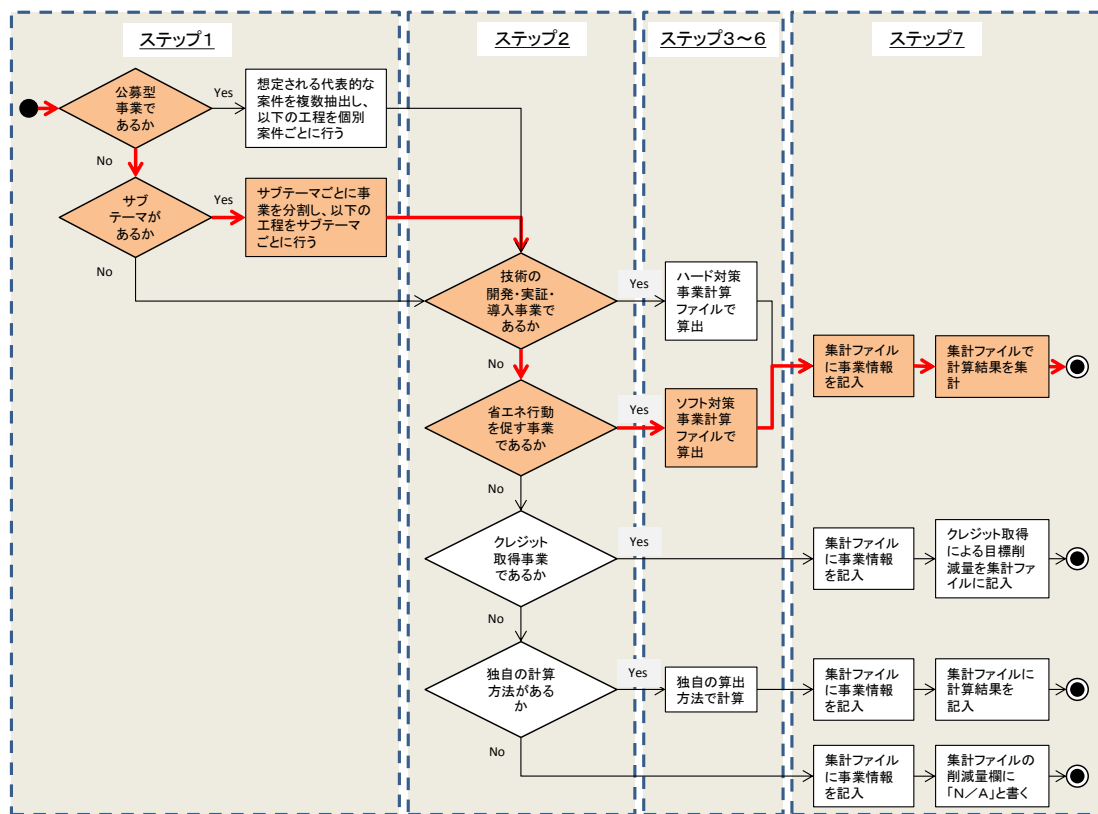 ステップ1
ステップ2
ステップ3～6
ステップ7
公募型
事業で
あるか
Yes
想定される代表的な
案件を複数抽出し、
以下の工程を個別
案件ごとに行う
No
サブ
テーマが
あるか
Yes
サブテーマごとに事
業を分割し、以下の
工程をサブテーマ
ごとに行う
No
技術の
開発・実証・
導入事業で
あるか
Yes
ハード対策
事業計算
ファイルで
算出
No
省エネ行動
を促す事業
であるか
Yes
ソフト対策
事業計算
ファイルで
算出
集計ファイル
に事業情報
を記入
集計ファイルで
計算結果を集
計
No
クレジット
取得事業
であるか
Yes
集計ファイル
に事業情報
を記入
クレジット取得
による目標削
減量を集計ファ
イルに記入
No
独自の計算
方法がある
か
Yes
独自の算出
方法で計算
集計ファイル
に事業情報
を記入
集計ファイルに
計算結果を
記入
No
集計ファイル
に事業情報
を記入
集計ファイルの
削減量欄に
「N／A」と書く